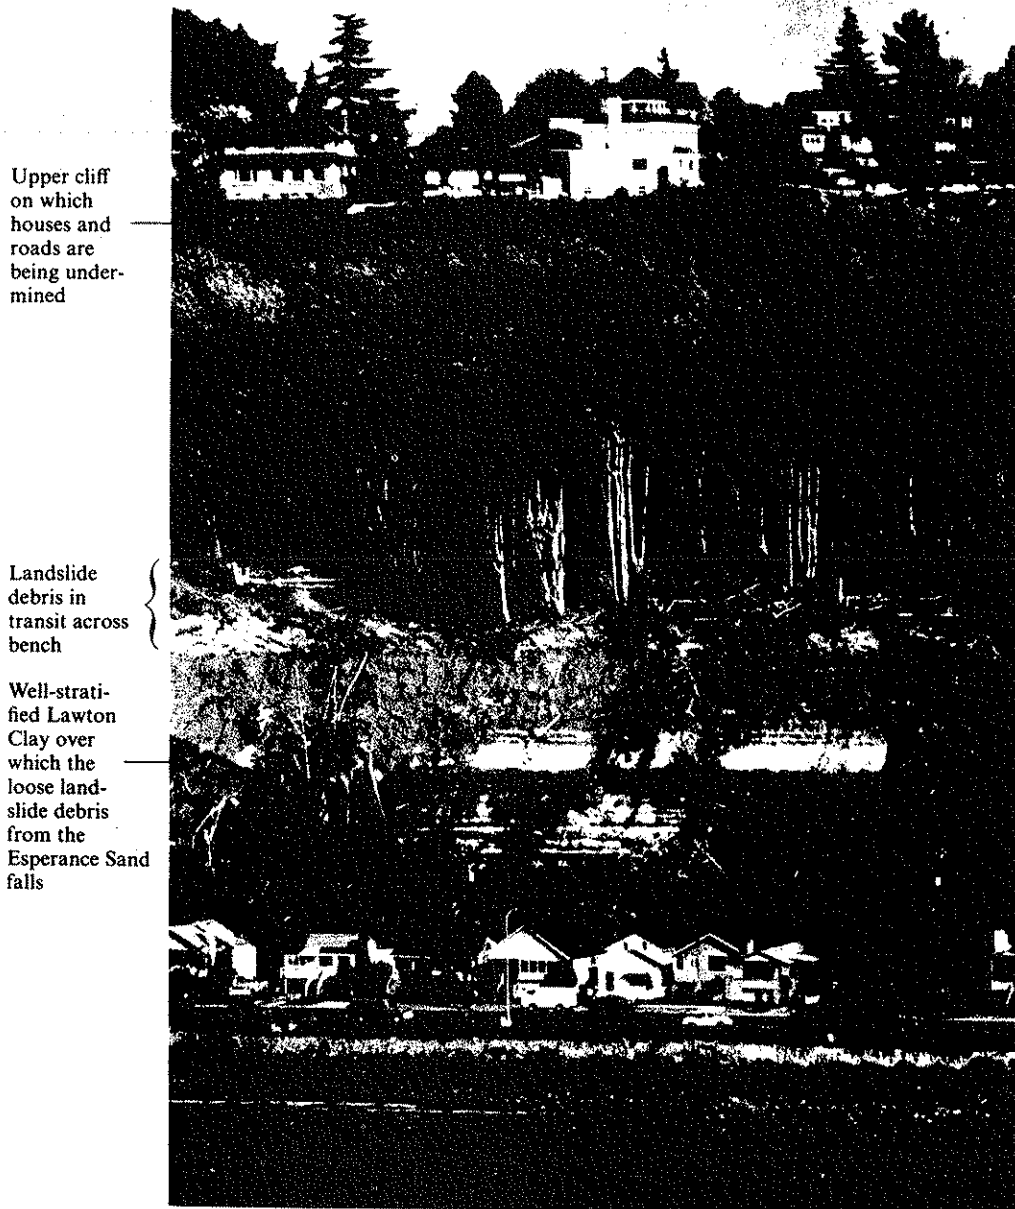 Upper cliff
on which
houses and
roads are
being under-
mined
Landslide
debris in
transit across
bench
Well-strati-
fied Lawton
Clay over
which the
loose land-
slide debris
from the
Esperance Sand
falls